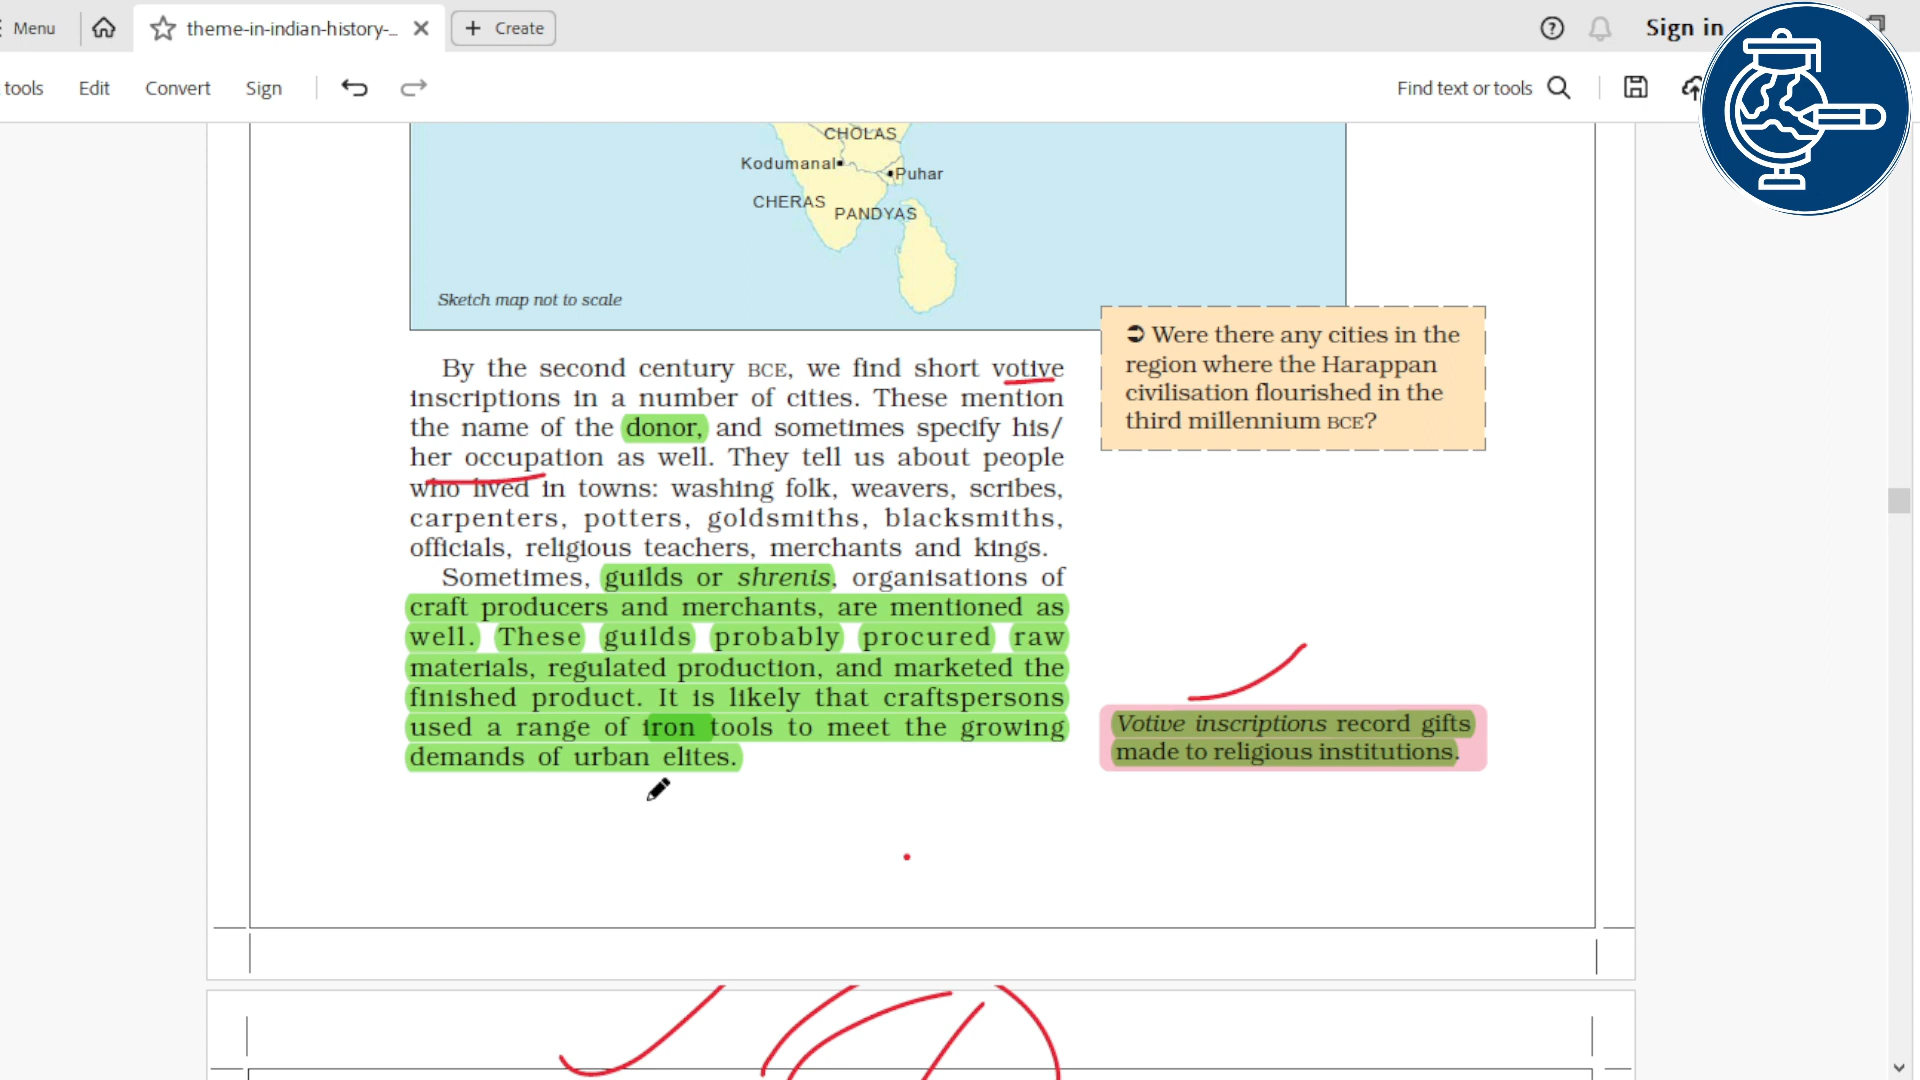 Menu
theme-in-indian-history-...
Create
Sign in
tools
Edit
Convert
Sign
Find text or tools
CHOLAS
Kodumanal
Puhar
CHERAS
PANDYAS
Sketch map not to scale
By the second century BCE, we find short votive
inscriptions in a number of cities. These mention
the name of the donor, and sometimes specify his/
her occupation as well. They tell us about people
who lived in towns: washing folk, weavers, scribes,
carpenters, potters, goldsmiths, blacksmiths,
officials, religious teachers, merchants and kings.
Sometimes, guilds or shrenis, organisations of
craft producers and merchants, are mentioned as
well. These guilds probably procured raw
materials, regulated production, and marketed the
finished product. It is likely that craftspersons
used a range of iron tools to meet the growing
demands of urban elites.
➲ Were there any cities in the
region where the Harappan
civilisation flourished in the
third millennium BCE?
Votive inscriptions record gifts
made to religious institutions.